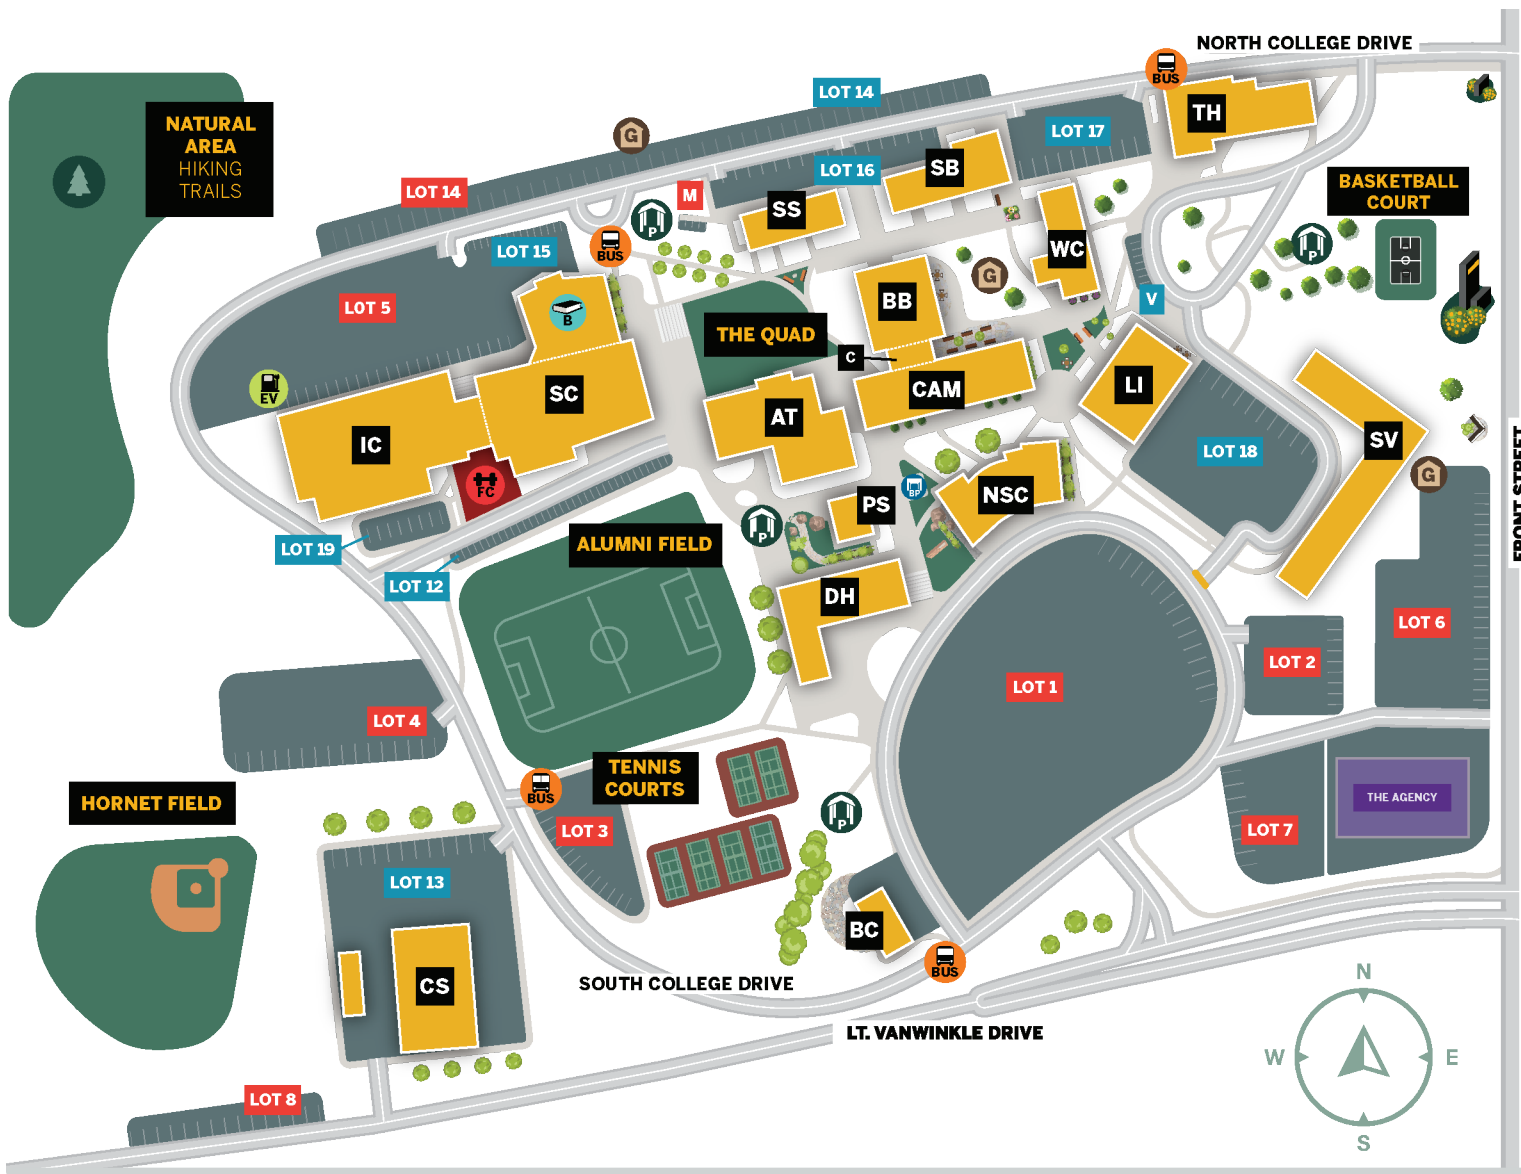 NORTH COLLEGE DRIVE
BUS
TH
LOT 14
LOT 17
G
NATURAL
AREA
HIKING
TRAILS
LOT 16
SB
LOT 14
M
BASKETBALL
COURT
SS
P
BUS
LOT 15
WC
P
G
V
BB
LOT 5
B
THE QUAD
C
EV
SC
CAM
LI
AT
IC
SV
LOT 18
G
FC
BP
NSC
PS
P
FRONT STREET
ALUMNI FIELD
LOT 19
LOT 12
DH
LOT 6
LOT 2
LOT 1
LOT 4
TENNIS
COURTS
BUS
HORNET FIELD
THE AGENCY
P
LOT 3
LOT 7
LOT 13
BC
BUS
CS
SOUTH COLLEGE DRIVE
N
LT. VANWINKLE DRIVE
W
E
LOT 8
S